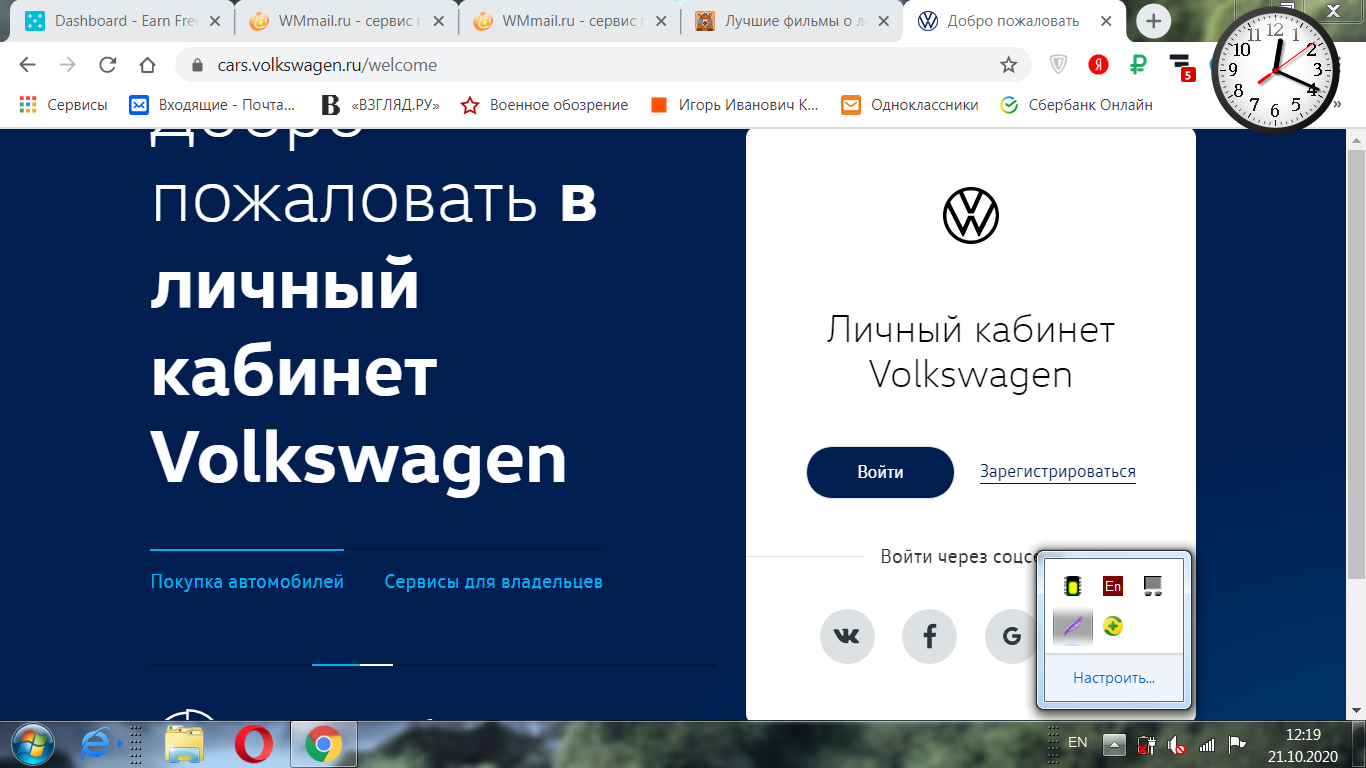 Dashboard - Earn Free
WMmail.ru - сервис п
WMmail.ru - сервис п
Лучшие фильмы о л
Добро пожаловать
cars.volkswagen.ru/welcome
Я
5
Сервисы
Входящие - Почта...
В
«ВЗГЛЯД.РУ»
Военное обозрение
Игорь Иванович К...
Одноклассники
Сбербанк Онлайн
»
12
1
2
3
4
5
6
7
8
9
10
11
Добро
пожаловать в
личный
кабинет
Volkswagen
Покупка автомобилей
Сервисы для владельцев
Личный кабинет
Volkswagen
Войти
Зарегистрироваться
Войти через соцсе
f
G
En
Настроить...
EN
12:19
21.10.2020